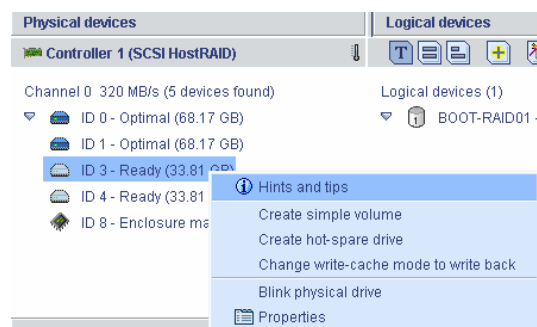 Physical devices
Logical devices
Controller 1 (SCSI HostRAID)
T
Channel 0 320 MB/s (5 devices found)
Logical devices (1)
ID 0 - Optimal (68.17 GB)
1 BOOT-RAID01 -
ID 1 - Optimal (68.17 GB)
ID 3 - Ready (33.81 GB)
Hints and tips
ID 4 - Ready (33.81
Create simple volume
ID 8 - Enclosure ma
Create hot-spare drive
Change write-cache mode to write back
Blink physical drive
Properties